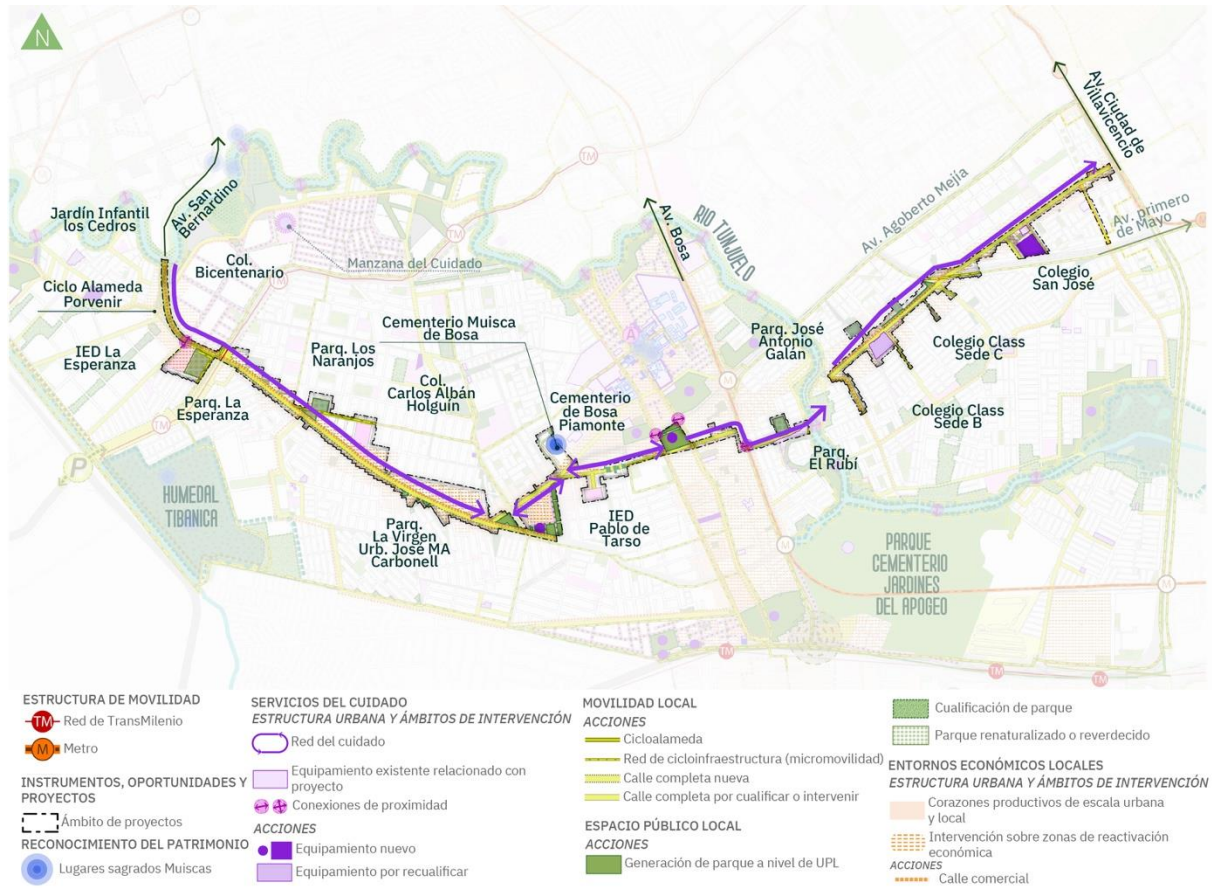 N
Av. Ciudad de
Villavicencio
Jardín Infantil
los Cedros
Av. San
Bernardino
TM
RIO TUNJUELO
Av. Agoberto Mejia
Av. primero
de Mayo
Col.
Bicentenario
Manzana del Cuidado
Av. Bosa
Ciclo Alameda
Porvenir
Cementerio Muisca
de Bosa
Colegio
San José
IED La
Esperanza
Parq. Los
Naranjos
Parq. José
Antonio
Galán
Col.
Carlos Albán
Holguín
Cementerio
de Bosa
Piamonte
Colegio Class
Sede C
Parq. La
Esperanza
Colegio Class
Sede B
P
Parq.
El Rubí
HUMEDAL
TIBANICA
Parq.
La Virgen
Urb. José MA
Carbonell
IED
Pablo de
Tarso
M
PARQUE
CEMENTERIO
JARDINES
DEL APOGEO
M
TM
TM
TM
ESTRUCTURA DE MOVILIDAD
TM Red de TransMilenio
M Metro
INSTRUMENTOS, OPORTUNIDADES Y
PROYECTOS
Ámbito de proyectos
RECONOCIMIENTO DEL PATRIMONIO
Lugares sagrados Muiscas
SERVICIOS DEL CUIDADO
ESTRUCTURA URBANA Y ÁMBITOS DE INTERVENCIÓN
Red del cuidado
Equipamiento existente relacionado con
proyecto
Conexiones de proximidad
ACCIONES
Equipamiento nuevo
Equipamiento por recualificar
MOVILIDAD LOCAL
ACCIONES
Cicloalameda
Red de cicloinfraestructura (micromovilidad)
Calle completa nueva
Calle completa por cualificar o intervenir
ESPACIO PÚBLICO LOCAL
ACCIONES
Generación de parque a nivel de UPL
Cualificación de parque
Parque renaturalizado o reverdecido
ENTORNOS ECONÓMICOS LOCALES
ESTRUCTURA URBANA Y ÁMBITOS DE INTERVENCIÓN
Corazones productivos de escala urbana
y local
Intervención sobre zonas de reactivación
económica
ACCIONES
Calle comercial